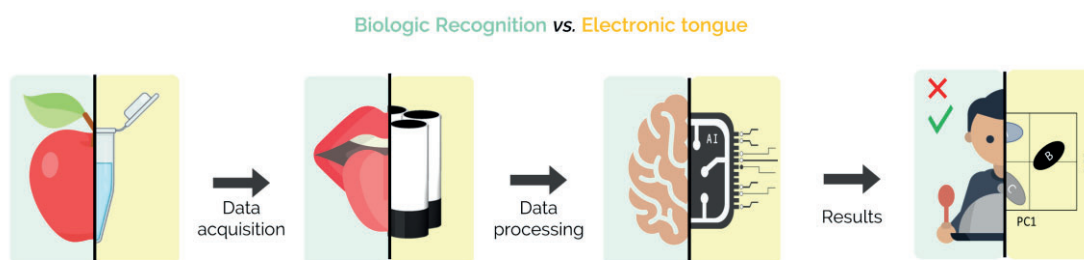 Biologic Recognition vs. Electronic tongue
Data
acquisition
Data
processing
AI
Results
B
C
PC1